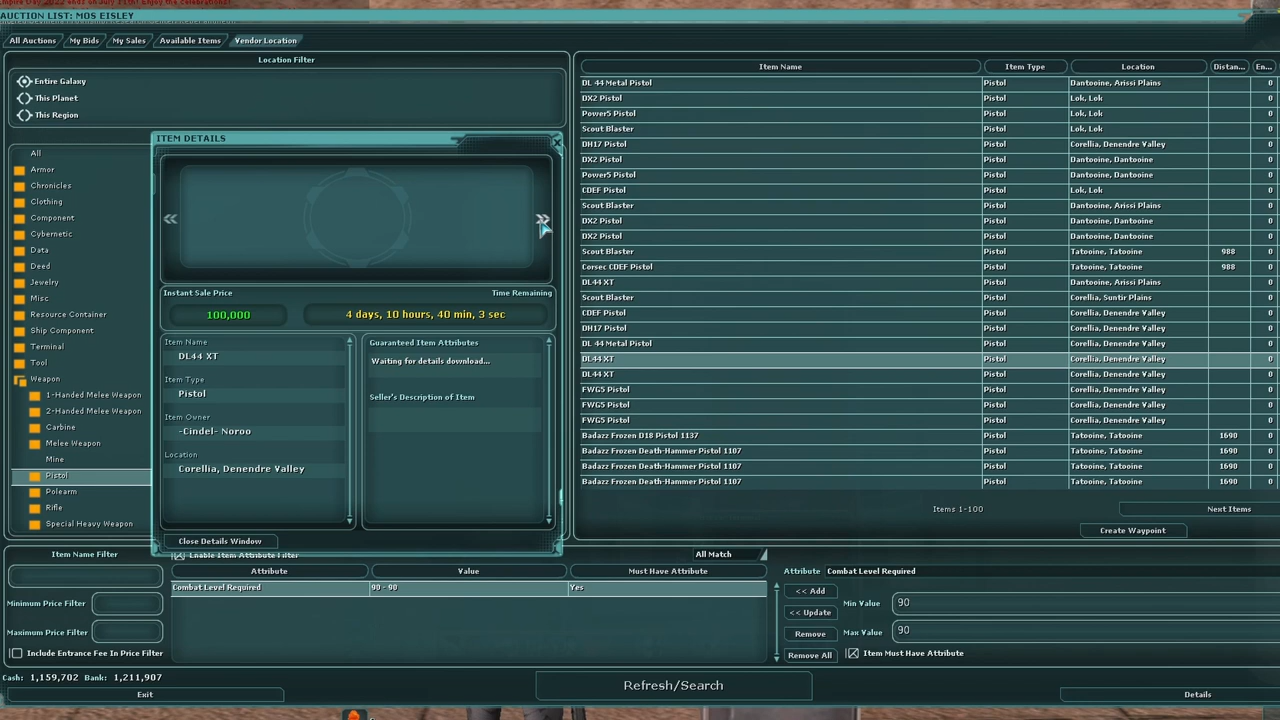 Empire Day 2022 ends on July 11th! Enjoy the celebrations!
AUCTION LIST: MOS EISLEY
All Auctions
My Bids
My Sales
Available Items
Vendor Location
Location Filter
Entire Galaxy
This Planet
This Region
All
Armor
Chronicles
Clothing
Component
Cybernetic
Data
Deed
Jewelry
Misc
Resource Container
Ship Component
Terminal
Tool
Weapon
1-Handed Melee Weapon
2-Handed Melee Weapon
Carbine
Melee Weapon
Mine
Pistol
Polearm
Rifle
Special Heavy Weapon
ITEM DETAILS
Instant Sale Price
Time Remaining
100,000
4 days, 10 hours, 40 min, 3 sec
Item Name
DL44 XT
Item Type
Pistol
Item Owner
-Cindel- Noroo
Location
Corellia, Denendre Valley
Guaranteed Item Attributes
Waiting for details download...
Seller's Description of Item
Close Details Window
Item Name Item Type Location Distan... En...
DL 44 Metal Pistol Pistol Dantooine, Arissi Plains 0
DX2 Pistol Pistol Lok, Lok 0
Power5 Pistol Pistol Lok, Lok 0
Scout Blaster Pistol Lok, Lok 0
DH17 Pistol Pistol Corellia, Denendre Valley 0
DX2 Pistol Pistol Dantooine, Dantooine 0
Power5 Pistol Pistol Dantooine, Dantooine 0
CDEF Pistol Pistol Lok, Lok 0
Scout Blaster Pistol Dantooine, Arissi Plains 0
DX2 Pistol Pistol Dantooine, Dantooine 0
DX2 Pistol Pistol Dantooine, Dantooine 0
Scout Blaster Pistol Tatooine, Tatooine 988 0
Corsec CDEF Pistol Pistol Tatooine, Tatooine 988 0
DL44 XT Pistol Dantooine, Arissi Plains 0
Scout Blaster Pistol Corellia, Suntir Plains 0
CDEF Pistol Pistol Corellia, Denendre Valley 0
DH17 Pistol Pistol Corellia, Denendre Valley 0
DL 44 Metal Pistol Pistol Corellia, Denendre Valley 0
DL44 XT Pistol Corellia, Denendre Valley 0
DL44 XT Pistol Corellia, Denendre Valley 0
FWG5 Pistol Pistol Corellia, Denendre Valley 0
FWG5 Pistol Pistol Corellia, Denendre Valley 0
FWG5 Pistol Pistol Corellia, Denendre Valley 0
Badazz Frozen D18 Pistol 1137 Pistol Tatooine, Tatooine 1690 0
Badazz Frozen Death-Hammer Pistol 1107 Pistol Tatooine, Tatooine 1690 0
Badazz Frozen Death-Hammer Pistol 1107 Pistol Tatooine, Tatooine 1690 0
Badazz Frozen Death-Hammer Pistol 1107 Pistol Tatooine, Tatooine 1690 0
Items 1-100
Next Items
Create Waypoint
Item Name Filter
Minimum Price Filter
Maximum Price Filter
Include Entrance Fee In Price Filter
Enable Item Attribute Filter
All Match
Attribute Value Must Have Attribute
Combat Level Required 90 - 90 Yes
<< Add
<< Update
Remove
Remove All
Attribute Combat Level Required
Min Value 90
Max Value 90
Item Must Have Attribute
Cash: 1,159,702 Bank: 1,211,907
Exit
Refresh/Search
Details